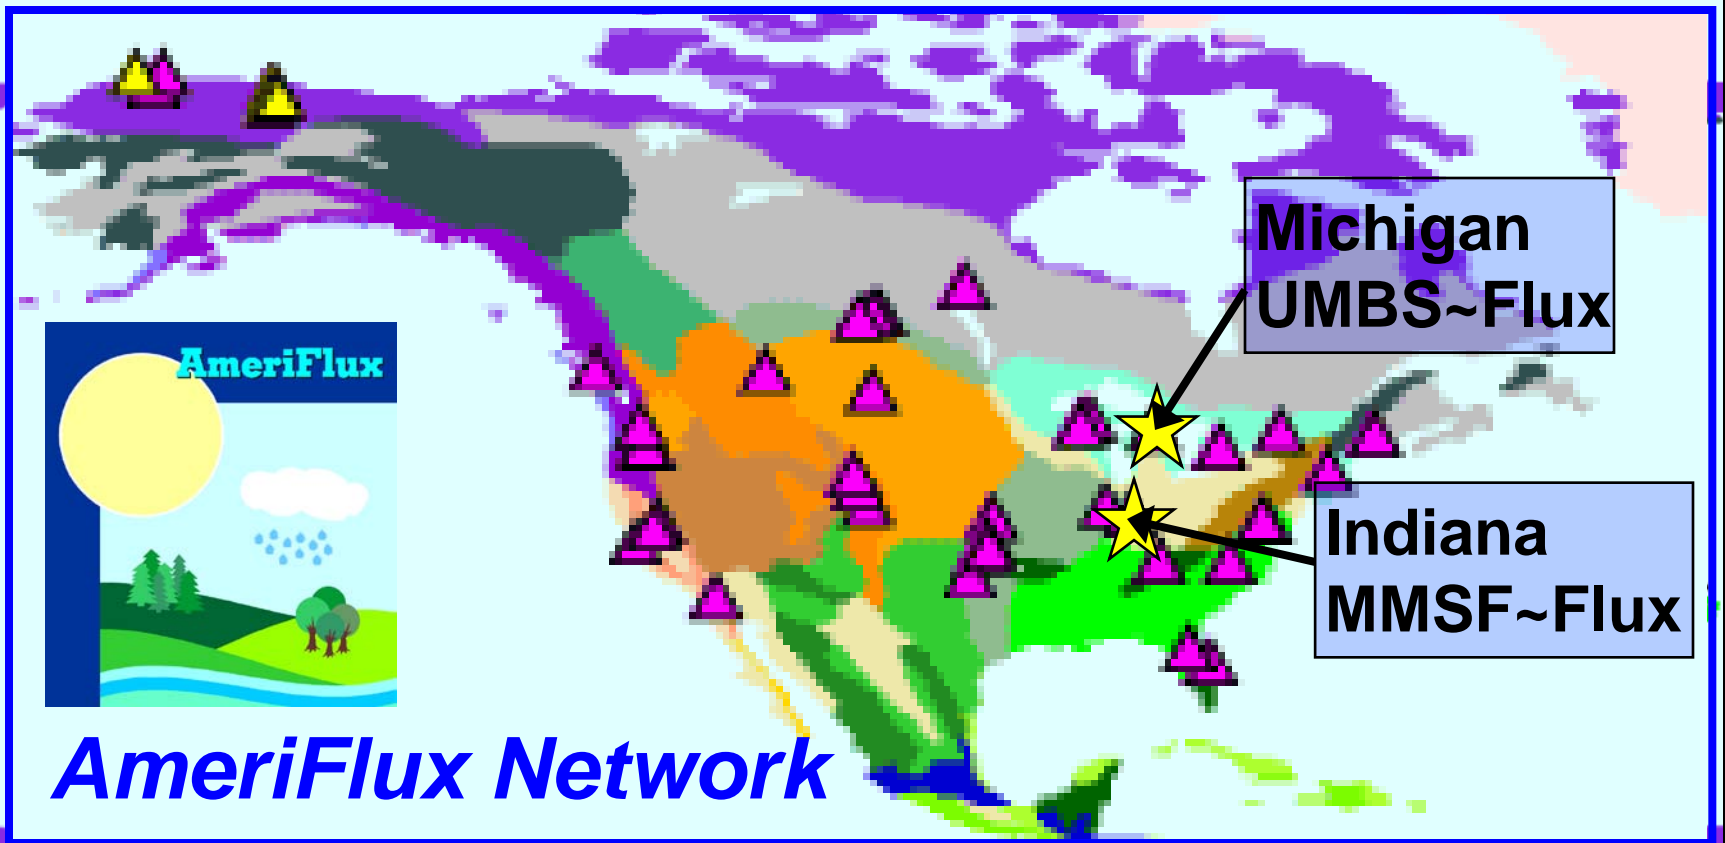 Michigan
UMBS~Flux
AmeriFlux
Indiana
MMSF~Flux
AmeriFlux Network